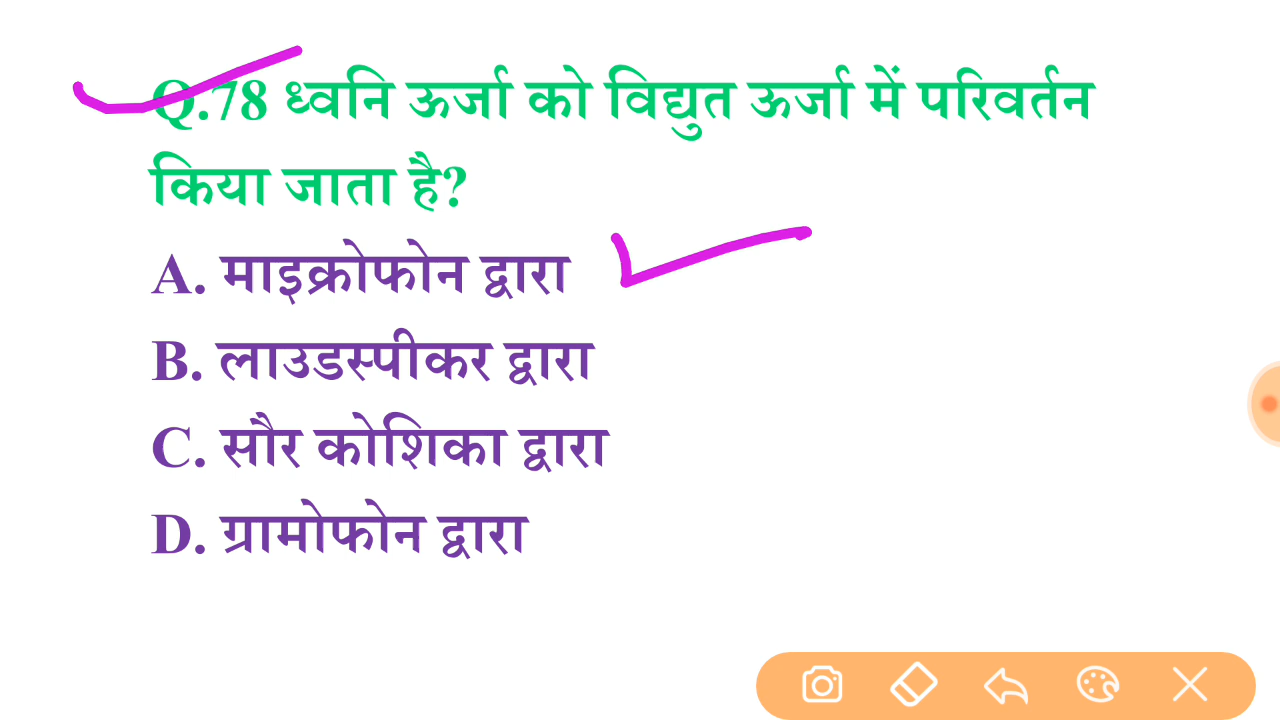 Q.78 ध्वनि ऊर्जा को विद्युत ऊर्जा में परिवर्तन
किया जाता है?
A. माइक्रोफोन द्वारा
B. लाउडस्पीकर द्वारा
C. सौर कोशिका द्वारा
D. ग्रामोफोन द्वारा